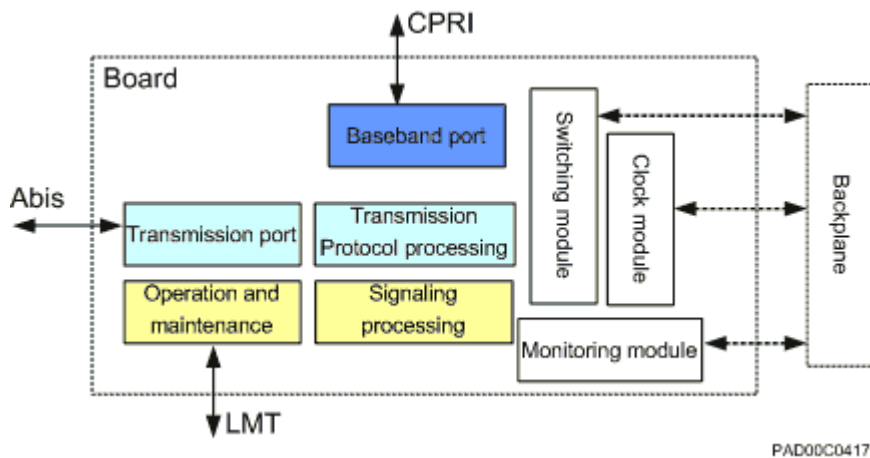 CPRI
Board
Baseband port
Switching module
Clock module
Backplane
Abis
Transmission port
Transmission
Protocol processing
Operation and
maintenance
Signaling
processing
Monitoring module
LMT
PAD00C0417